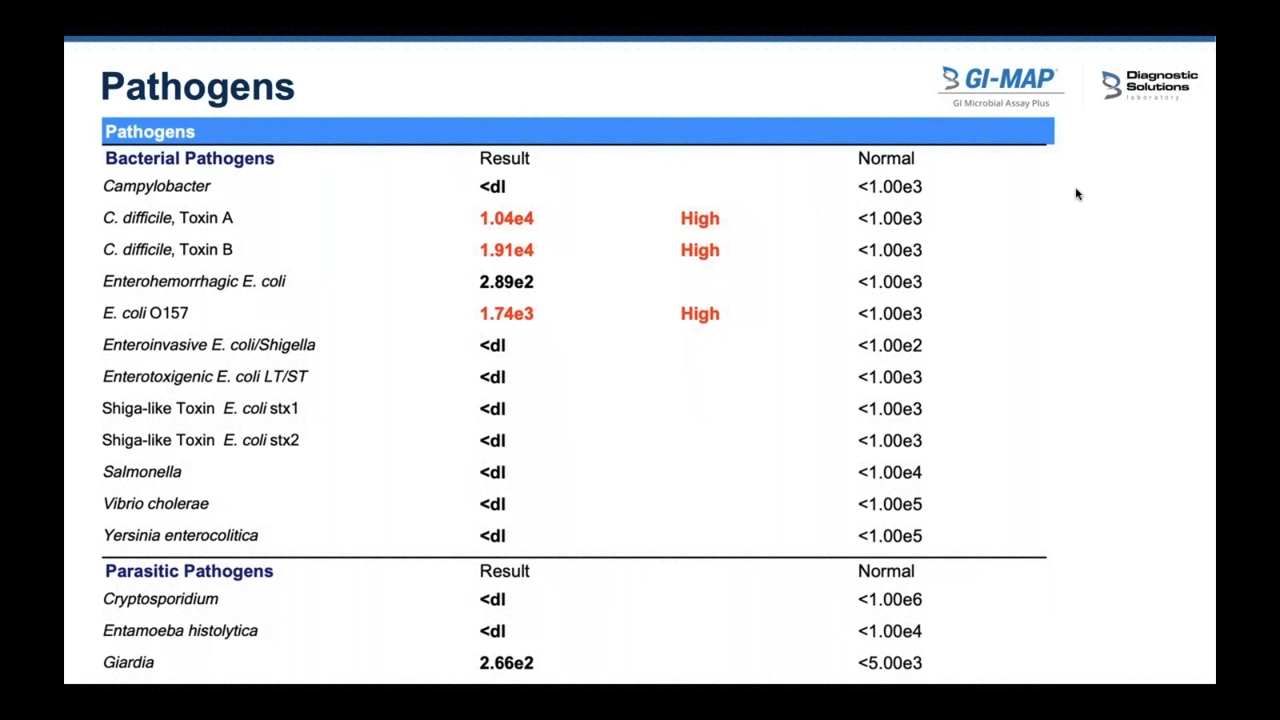 Pathogens
GI-MAP
GI Microbial Assay Plus
Diagnostic
Solutions
laboratory
Pathogens
Bacterial Pathogens Result Normal
Campylobacter <dl <1.00e3
C. difficile, Toxin A 1.04e4 High <1.00e3
C. difficile, Toxin B 1.91e4 High <1.00e3
Enterohemorrhagic E. coli 2.89e2 <1.00e3
E. coli O157 1.74e3 High <1.00e3
Enteroinvasive E. coli/Shigella <dl <1.00e2
Enterotoxigenic E. coli LT/ST <dl <1.00e3
Shiga-like Toxin E. coli stx1 <dl <1.00e3
Shiga-like Toxin E. coli stx2 <dl <1.00e3
Salmonella <dl <1.00e4
Vibrio cholerae <dl <1.00e5
Yersinia enterocolitica <dl <1.00e5
Parasitic Pathogens Result Normal
Cryptosporidium <dl <1.00e6
Entamoeba histolytica <dl <1.00e4
Giardia 2.66e2 <5.00e3